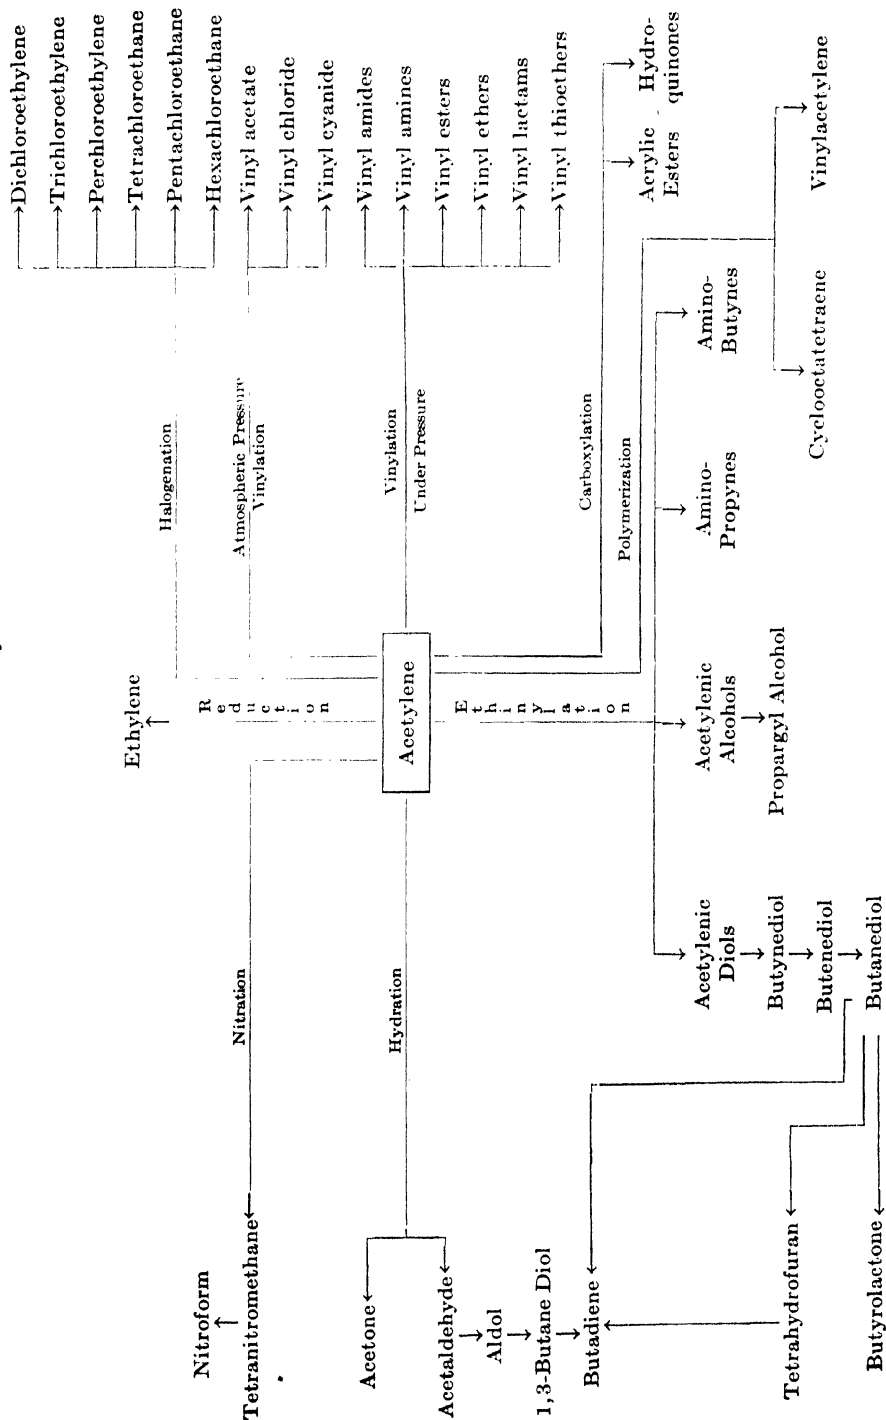 Dichloroethylene
Trichloroethylene
Perchloroethylene
Tetrachloroethane
Pentachloroethane
Hexachloroethane
Halogenation
Vinyl acetate
Vinyl chloride
Vinyl cyanide
Atmospheric Pressure
Vinylation
Vinyl amides
Vinyl amines
Vinyl esters
Vinyl ethers
Vinyl lactams
Vinyl thioethers
Vinylation
Under Pressure
Ethylene
Reduction
Nitroform
Tetranitromethane
Nitration
Acetylene
Hydration
Acetone
Acetaldehyde
Aldol
1,3-Butane Diol
Butadiene
Tetrahydrofuran
Butyrolactone
Ethinylation
Carboxylation
Acrylic
Esters
Hydro-
quinones
Polymerization
Cyclooctatetraene
Vinylacetylene
Acetylenic
Diols
Butynediol
Butenediol
Butanediol
Acetylenic
Alcohols
Propargyl Alcohol
Amino-
Propynes
Amino-
Butynes